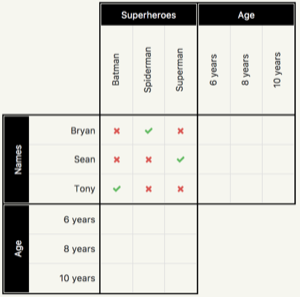 Superheroes Age
Batman Spiderman Superman 6 years 8 years 10 years
Names
Bryan
Sean
Tony
Age
6 years
8 years
10 years